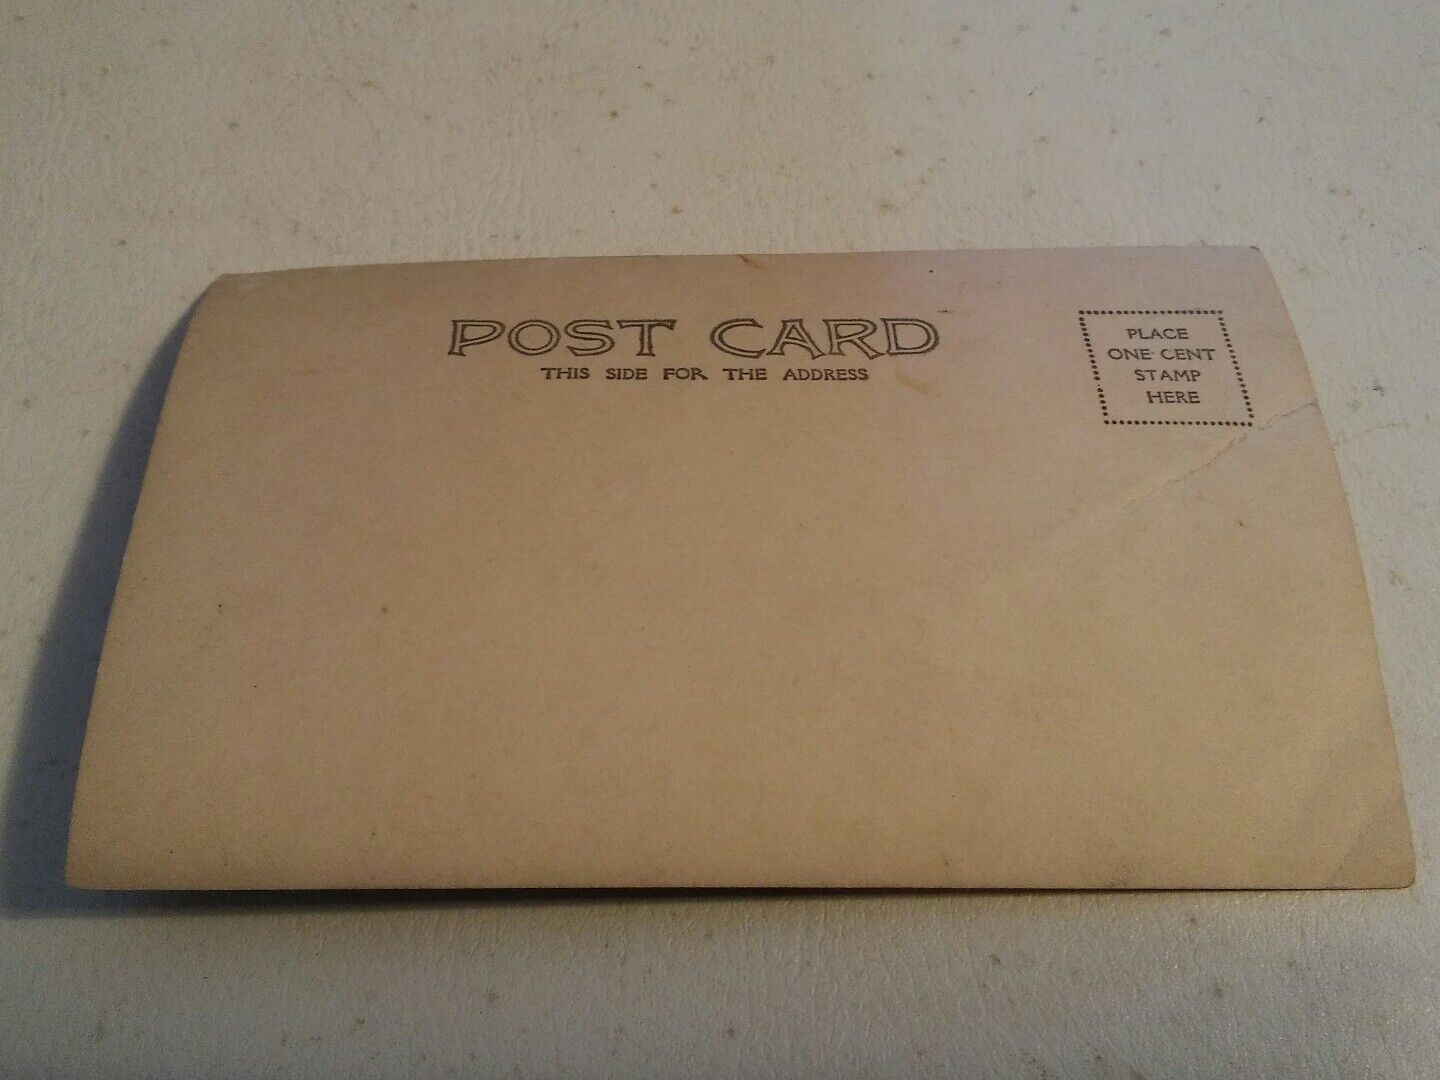 POST CARD
THIS SIDE FOR THE ADDRESS
PLACE
ONE-CENT
STAMP
HERE